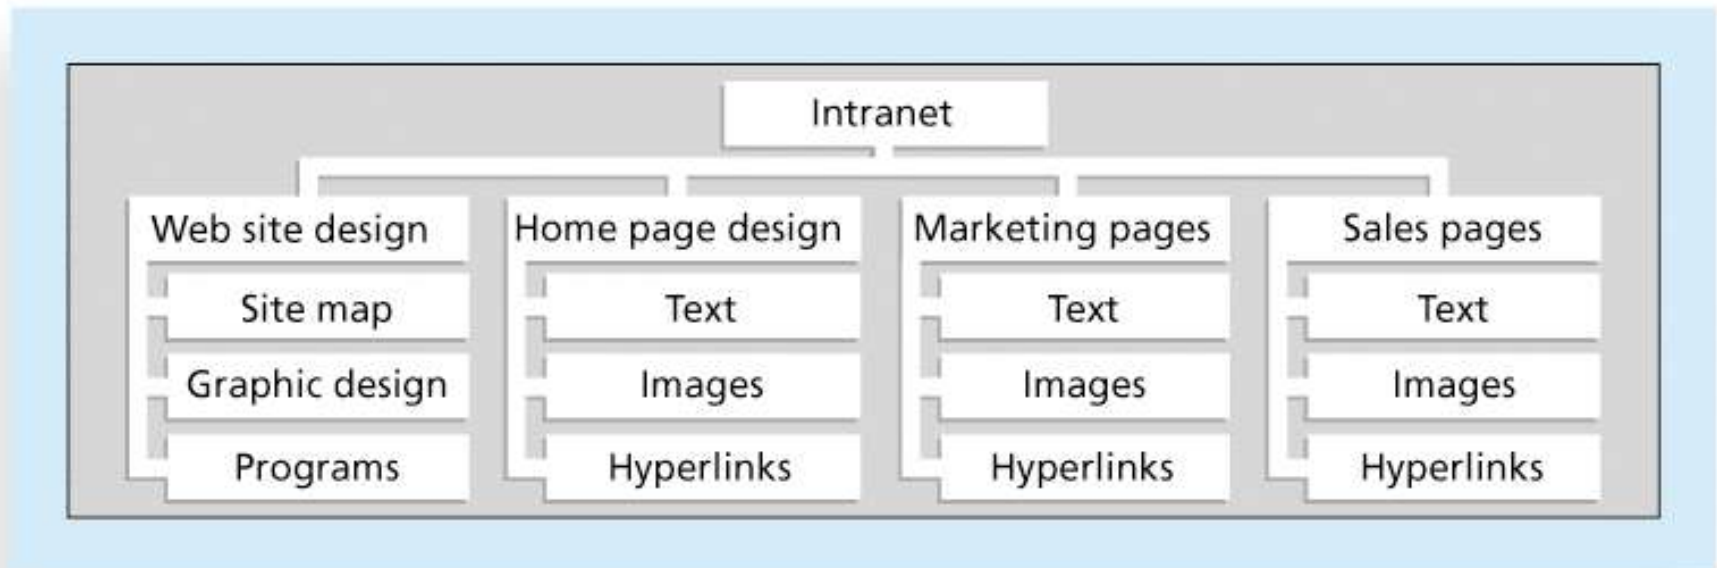 Intranet
Web site design
Home page design
Marketing pages
Sales pages
Site map
Text
Text
Text
Graphic design
Images
Images
Images
Programs
Hyperlinks
Hyperlinks
Hyperlinks